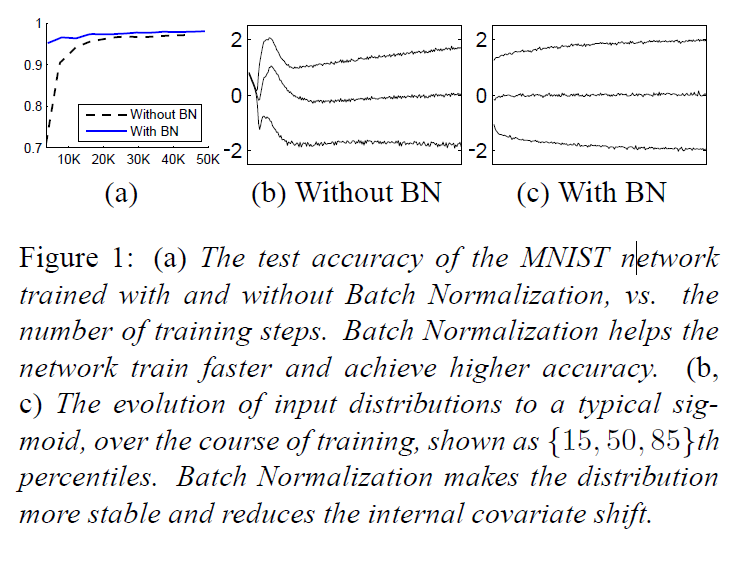 1
0.9
0.8
0.7
10K 20K 30K 40K 50K
Without BN
With BN
2
0
-2
2
0
-2
(a)
(b) Without BN
(c) With BN
Figure 1: (a) The test accuracy of the MNIST network
trained with and without Batch Normalization, vs. the
number of training steps. Batch Normalization helps the
network train faster and achieve higher accuracy. (b,
c) The evolution of input distributions to a typical sig-
moid, over the course of training, shown as {15, 50, 85}th
percentiles. Batch Normalization makes the distribution
more stable and reduces the internal covariate shift.